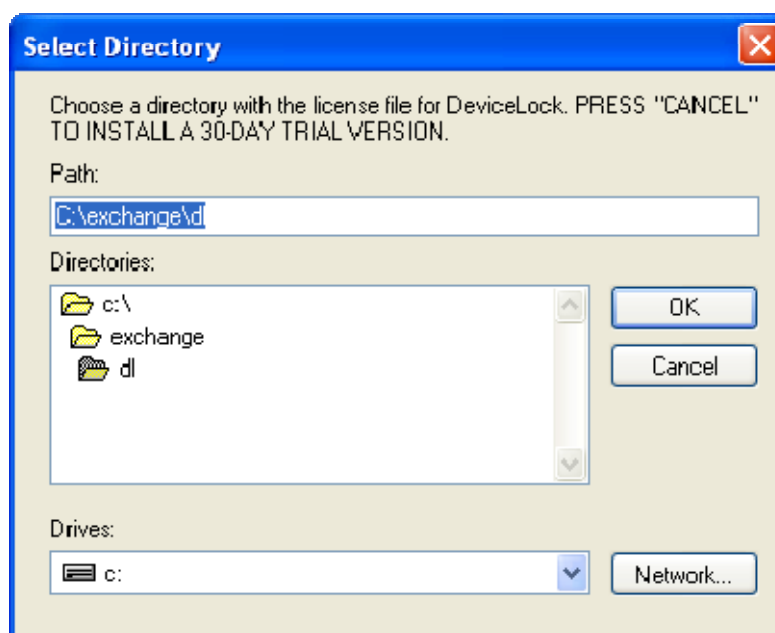 Select Directory
Choose a directory with the license file for DeviceLock. PRESS "CANCEL"
TO INSTALL A 30-DAY TRIAL VERSION.
Path:
C:\exchange\dl
Directories:
c:\
exchange
dl
OK
Cancel
Drives:
c:
Network...